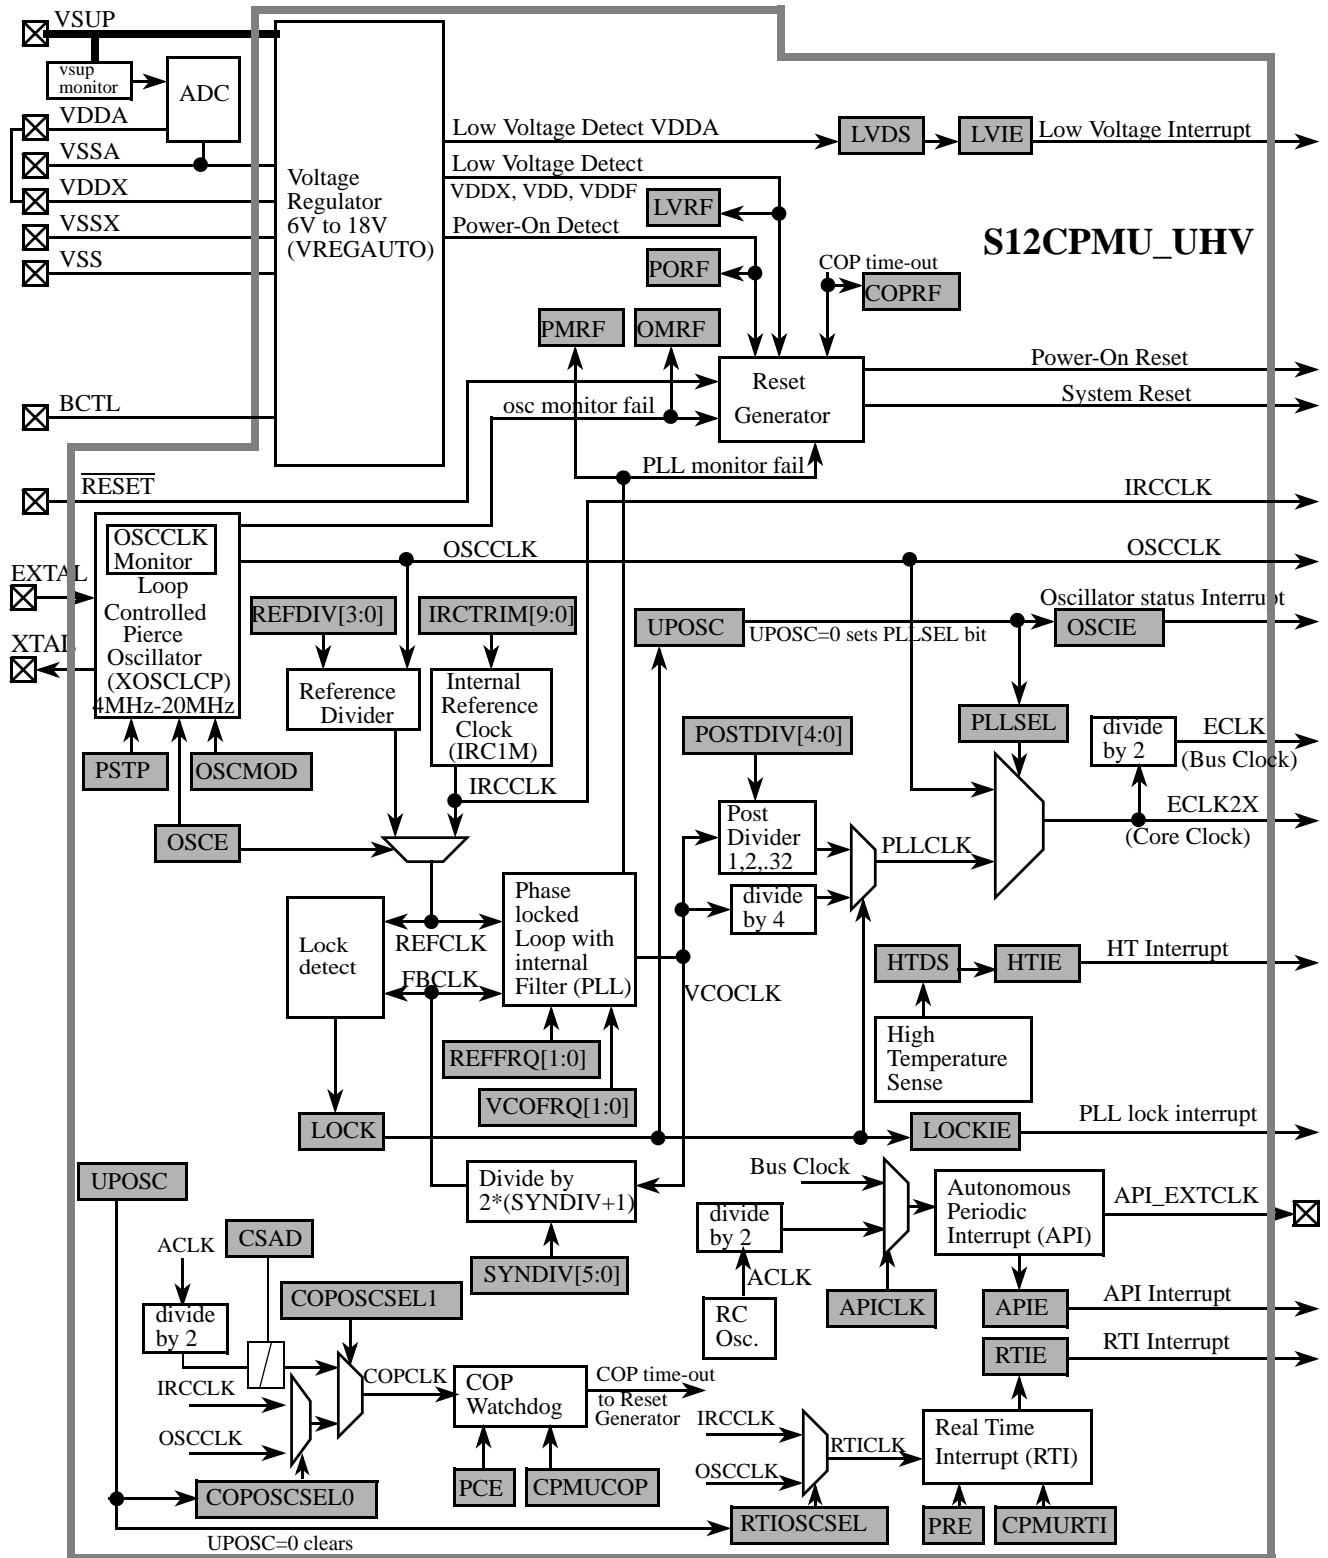 VSUP
vsup
monitor
ADC
VDDA
VSSA
VDDX
VSSX
VSS
BCTL
Voltage
Regulator
6V to 18V
(VREGAUTO)
Low Voltage Detect VDDA
LVDS
LVIE
Low Voltage Interrupt
Low Voltage Detect
VDDX, VDD, VDDF
LVRF
Power-On Detect
PORF
S12CPMU_UHV
COP time-out
COPRF
PMRF
OMRF
Reset
Generator
Power-On Reset
System Reset
osc monitor fail
PLL monitor fail
RESET
IRCCLK
OSCCLK
Monitor
Loop
Controlled
Pierce
Oscillator
(XOSCLCP)
4MHz-20MHz
OSCCLK
OSCCLK
EXTAL
XTAL
REFDIV[3:0]
IRCTRIM[9:0]
UPOSC
UPOSC=0 sets PLLSEL bit
Oscillator status Interrupt
OSCIE
Reference
Divider
Internal
Reference
Clock
(IRC1M)
PSTP
OSCMOD
OSCE
IRCCLK
POSTDIV[4:0]
PLLSEL
divide
by 2
ECLK
(Bus Clock)
ECLK2X
(Core Clock)
Post
Divider
1,2,.32
PLLCLK
divide
by 4
Phase
locked
Loop with
internal
Filter (PLL)
Lock
detect
REFCLK
FBCLK
VCOCLK
REFFRQ[1:0]
VCOFRQ[1:0]
HTDS
HTIE
HT Interrupt
High
Temperature
Sense
LOCK
LOCKIE
PLL lock interrupt
UPOSC
Divide by
2*(SYNDIV+1)
SYNDIV[5:0]
Bus Clock
divide
by 2
ACLK
RC
Osc.
APICLK
Autonomous
Periodic
Interrupt (API)
API_EXTCLK
APIE
API Interrupt
RTIE
RTI Interrupt
CSAD
ACLK
divide
by 2
COPOSCSEL1
IRCCLK
OSCCLK
COPCLK
COP
Watchdog
COP time-out
to Reset
Generator
PCE
CPMUCOP
COPOSCSEL0
UPOSC=0 clears
IRCCLK
OSCCLK
RTICLK
RTIOSCSEL
Real Time
Interrupt (RTI)
PRE
CPMURTI